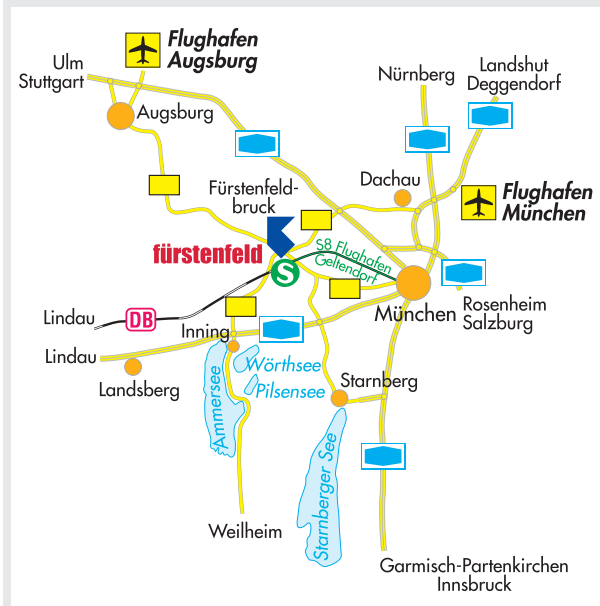 Flughafen
Augsburg
Ulm
Stuttgart
Nürnberg
Landshut
Deggendorf
Augsburg
Dachau
Fürstenfeld-
bruck
Flughafen
München
fürstenfeld
S8 Flughafen
Geltendorf
S
München
Rosenheim
Salzburg
Lindau
DB
Inning
Lindau
Landsberg
Wörthsee
Pilsensee
Starnberg
Ammersee
Starnberger See
Weilheim
Garmisch-Partenkirchen
Innsbruck